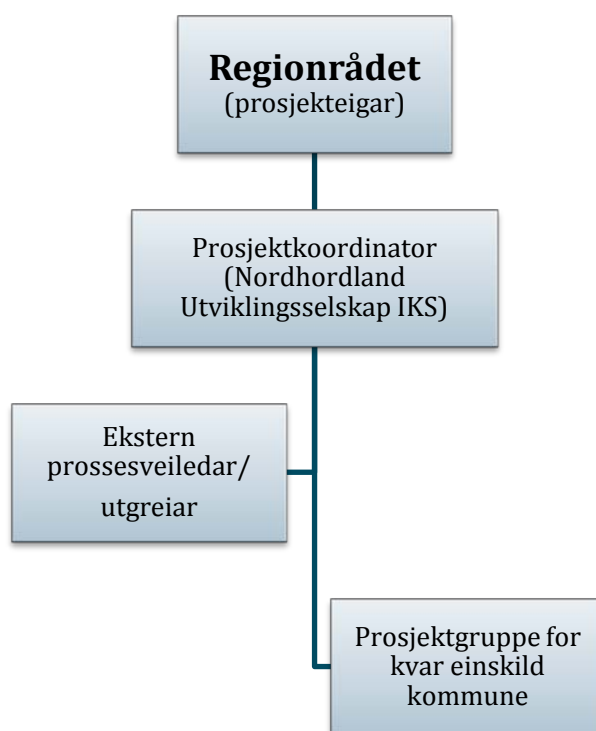 Regionrådet
(prosjekteigar)
Prosjektkoordinator
(Nordhordland
Utviklingsselskap IKS)
Ekstern
prossesveiledar/
utgreiar
Prosjektgruppe for
kvar einskild
kommune